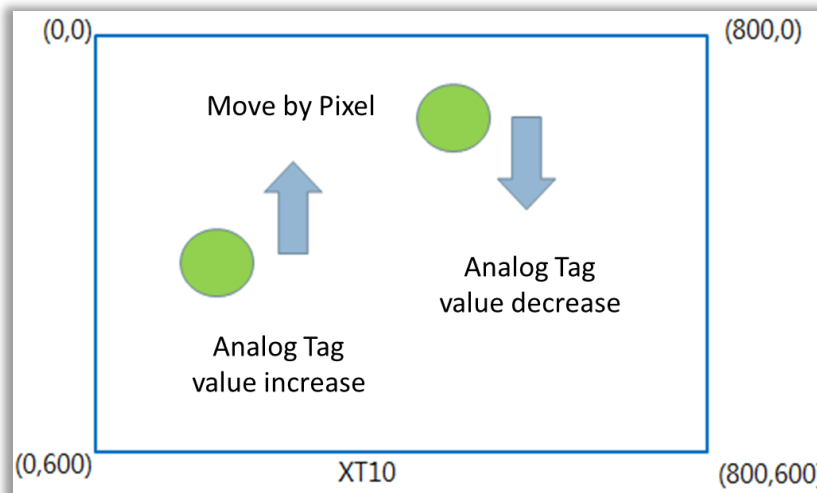 (0,0)
(800,0)
Move by Pixel
Analog Tag
value decrease
Analog Tag
value increase
(0,600)
XT10
(800,600)